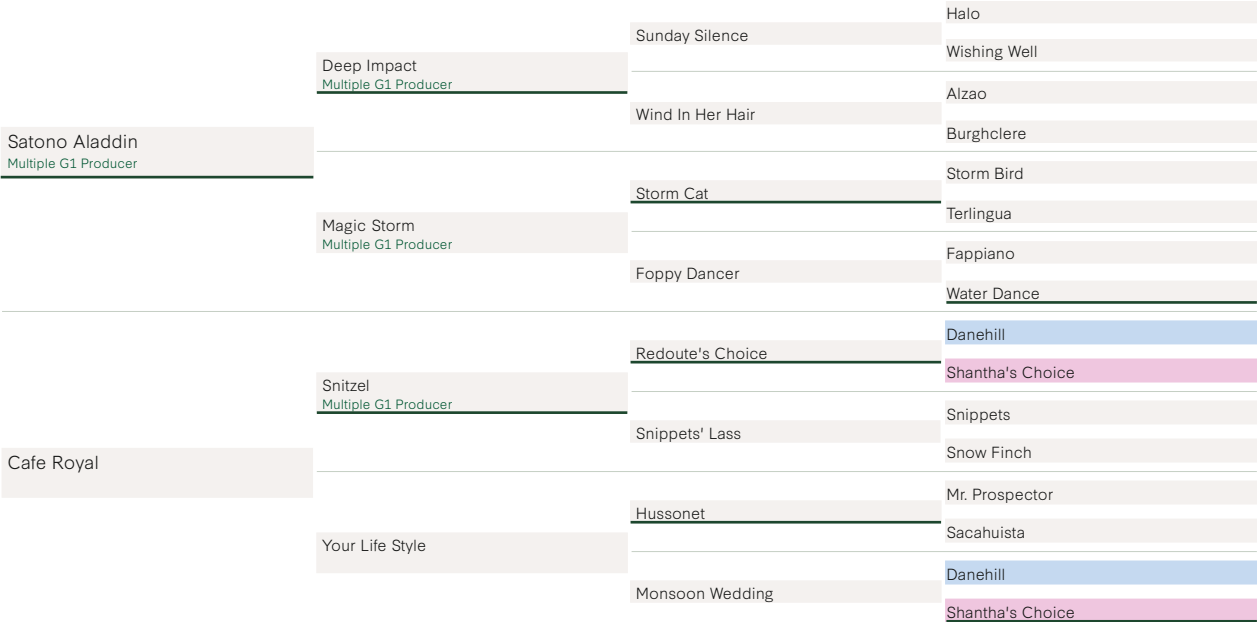 Satono Aladdin
Multiple G1 Producer
Cafe Royal
Deep Impact
Multiple G1 Producer
Magic Storm
Multiple G1 Producer
Snitzel
Multiple G1 Producer
Your Life Style
Sunday Silence
Wind In Her Hair
Storm Cat
Foppy Dancer
Redoute's Choice
Snippets' Lass
Hussonet
Monsoon Wedding
Halo
Wishing Well
Alzao
Burghclere
Storm Bird
Terlingua
Fappiano
Water Dance
Danehill
Shantha's Choice
Snippets
Snow Finch
Mr. Prospector
Sacahuista
Danehill
Shantha's Choice